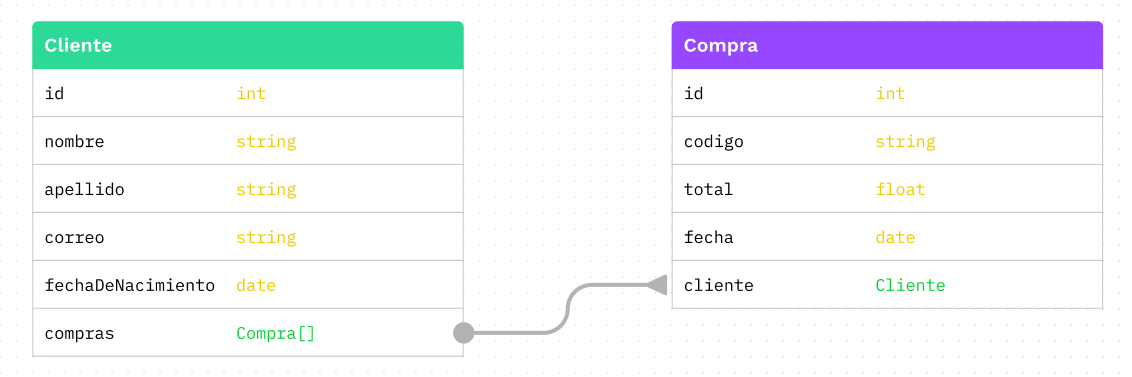 Cliente
id int
nombre string
apellido string
correo string
fechaDeNacimiento date
compras Compra[]
Compra
id int
codigo string
total float
fecha date
cliente Cliente